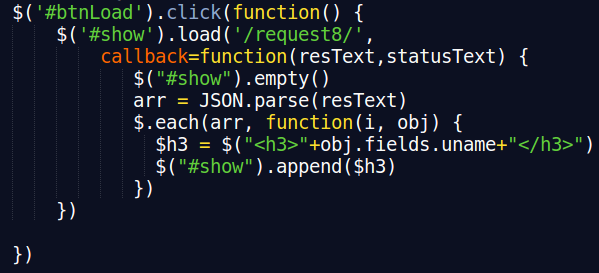 $('#btnLoad').click(function() {
$('#show').load('/request8/',
callback=function(resText,statusText) {
$("#show").empty()
arr = JSON.parse(resText)
$.each(arr, function(i, obj) {
$h3 = $("<h3>"+obj.fields.uname+"</h3>")
$("#show").append($h3)
})
})
})